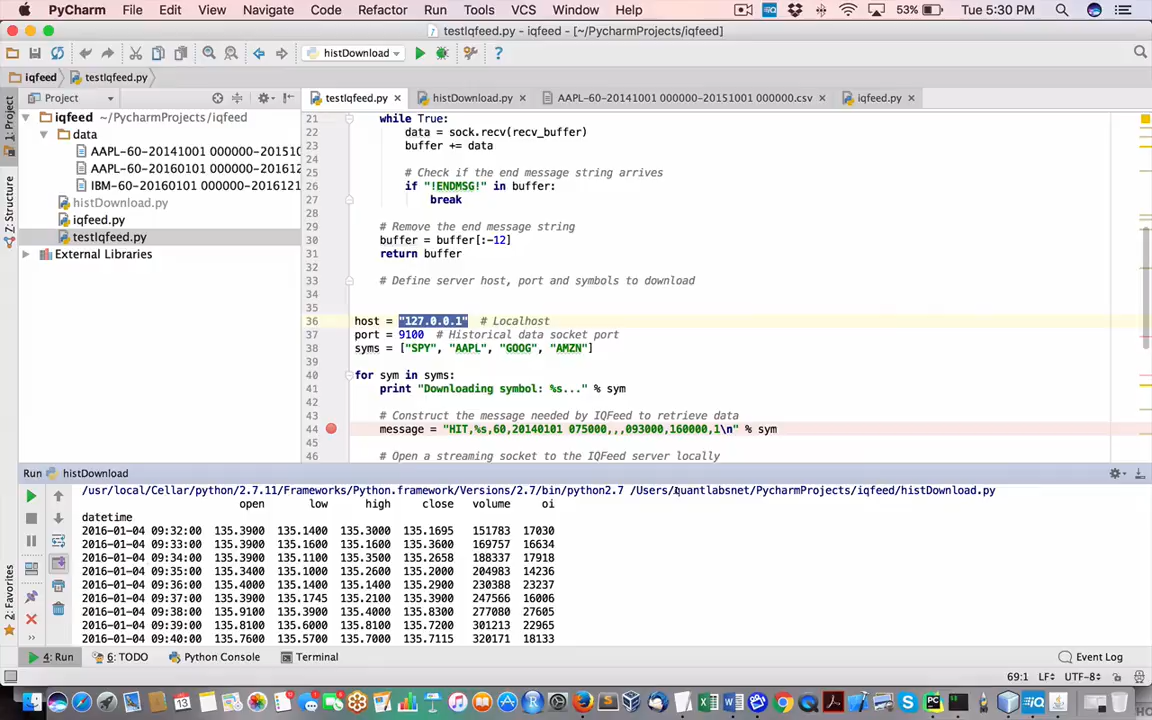 PyCharm File Edit View Navigate Code Refactor Run Tools VCS Window Help 53% Tue 5:30 PM
testIqfeed.py - iqfeed - [~/PycharmProjects/iqfeed]
histDownload
iqfeed testIqfeed.py
Project testIqfeed.py histDownload.py AAPL-60-20141001 000000-20151001 000000.csv iqfeed.py
1: Project
Z: Structure
2: Favorites
iqfeed ~/PycharmProjects/iqfeed
data
AAPL-60-20141001 000000-20151
AAPL-60-20160101 000000-201612
IBM-60-20160101 000000-2016121
histDownload.py
iqfeed.py
testIqfeed.py
External Libraries
21 while True:
22 data = sock.recv(recv_buffer)
23 buffer += data
24
25 # Check if the end message string arrives
26 if "!ENDMSG!" in buffer:
27 break
28
29 # Remove the end message string
30 buffer = buffer[:-12]
31 return buffer
32
33 # Define server host, port and symbols to download
34
35
36 host = "127.0.0.1" # Localhost
37 port = 9100 # Historical data socket port
38 syms = ["SPY", "AAPL", "GOOG", "AMZN"]
39
40 for sym in syms:
41 print "Downloading symbol: %s..." % sym
42
43 # Construct the message needed by IQFeed to retrieve data
44 message = "HIT,%s,60,20140101 075000,,,093000,160000,1\n" % sym
45
46 # Open a streaming socket to the IQFeed server locally
Run histDownload
/usr/local/Cellar/python/2.7.11/Frameworks/Python.framework/Versions/2.7/bin/python2.7 /Users/quantlabsnet/PycharmProjects/iqfeed/histDownload.py
open low high close volume oi
datetime
2016-01-04 09:32:00 135.3900 135.1400 135.3000 135.1695 151783 17030
2016-01-04 09:33:00 135.3900 135.1600 135.1600 135.3600 169757 16634
2016-01-04 09:34:00 135.3900 135.1100 135.3500 135.2658 188337 17918
2016-01-04 09:35:00 135.3400 135.1000 135.2600 135.2000 204983 14236
2016-01-04 09:36:00 135.4000 135.1400 135.1400 135.2900 230388 23237
2016-01-04 09:37:00 135.3900 135.1745 135.2100 135.3900 247566 16006
2016-01-04 09:38:00 135.9100 135.3900 135.4000 135.8300 277080 27605
2016-01-04 09:39:00 135.8100 135.6000 135.8100 135.7200 301213 22965
2016-01-04 09:40:00 135.7600 135.5700 135.7000 135.7115 320171 18133
4: Run 6: TODO Python Console Terminal Event Log
69:1 LF UTF-8